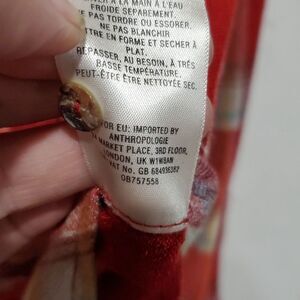 À LA MAIN À L'EAU
FROIDE SÉPARÉMENT.
NE PAS TORDRE OU ESSORER.
NE PAS BLANCHIR
METTRE EN FORME ET SÉCHER À
PLAT.
REPASSER, AU BESOIN, À TRÈS
BASSE TEMPÉRATURE.
PEUT-ÊTRE ÊTRE NETTOYÉE SEC.
FOR EU: IMPORTED BY
ANTHROPOLOGIE
MARKET PLACE, 3RD FLOOR,
LONDON, UK W1W8AN
VAT No. GB 684936382
0B757558